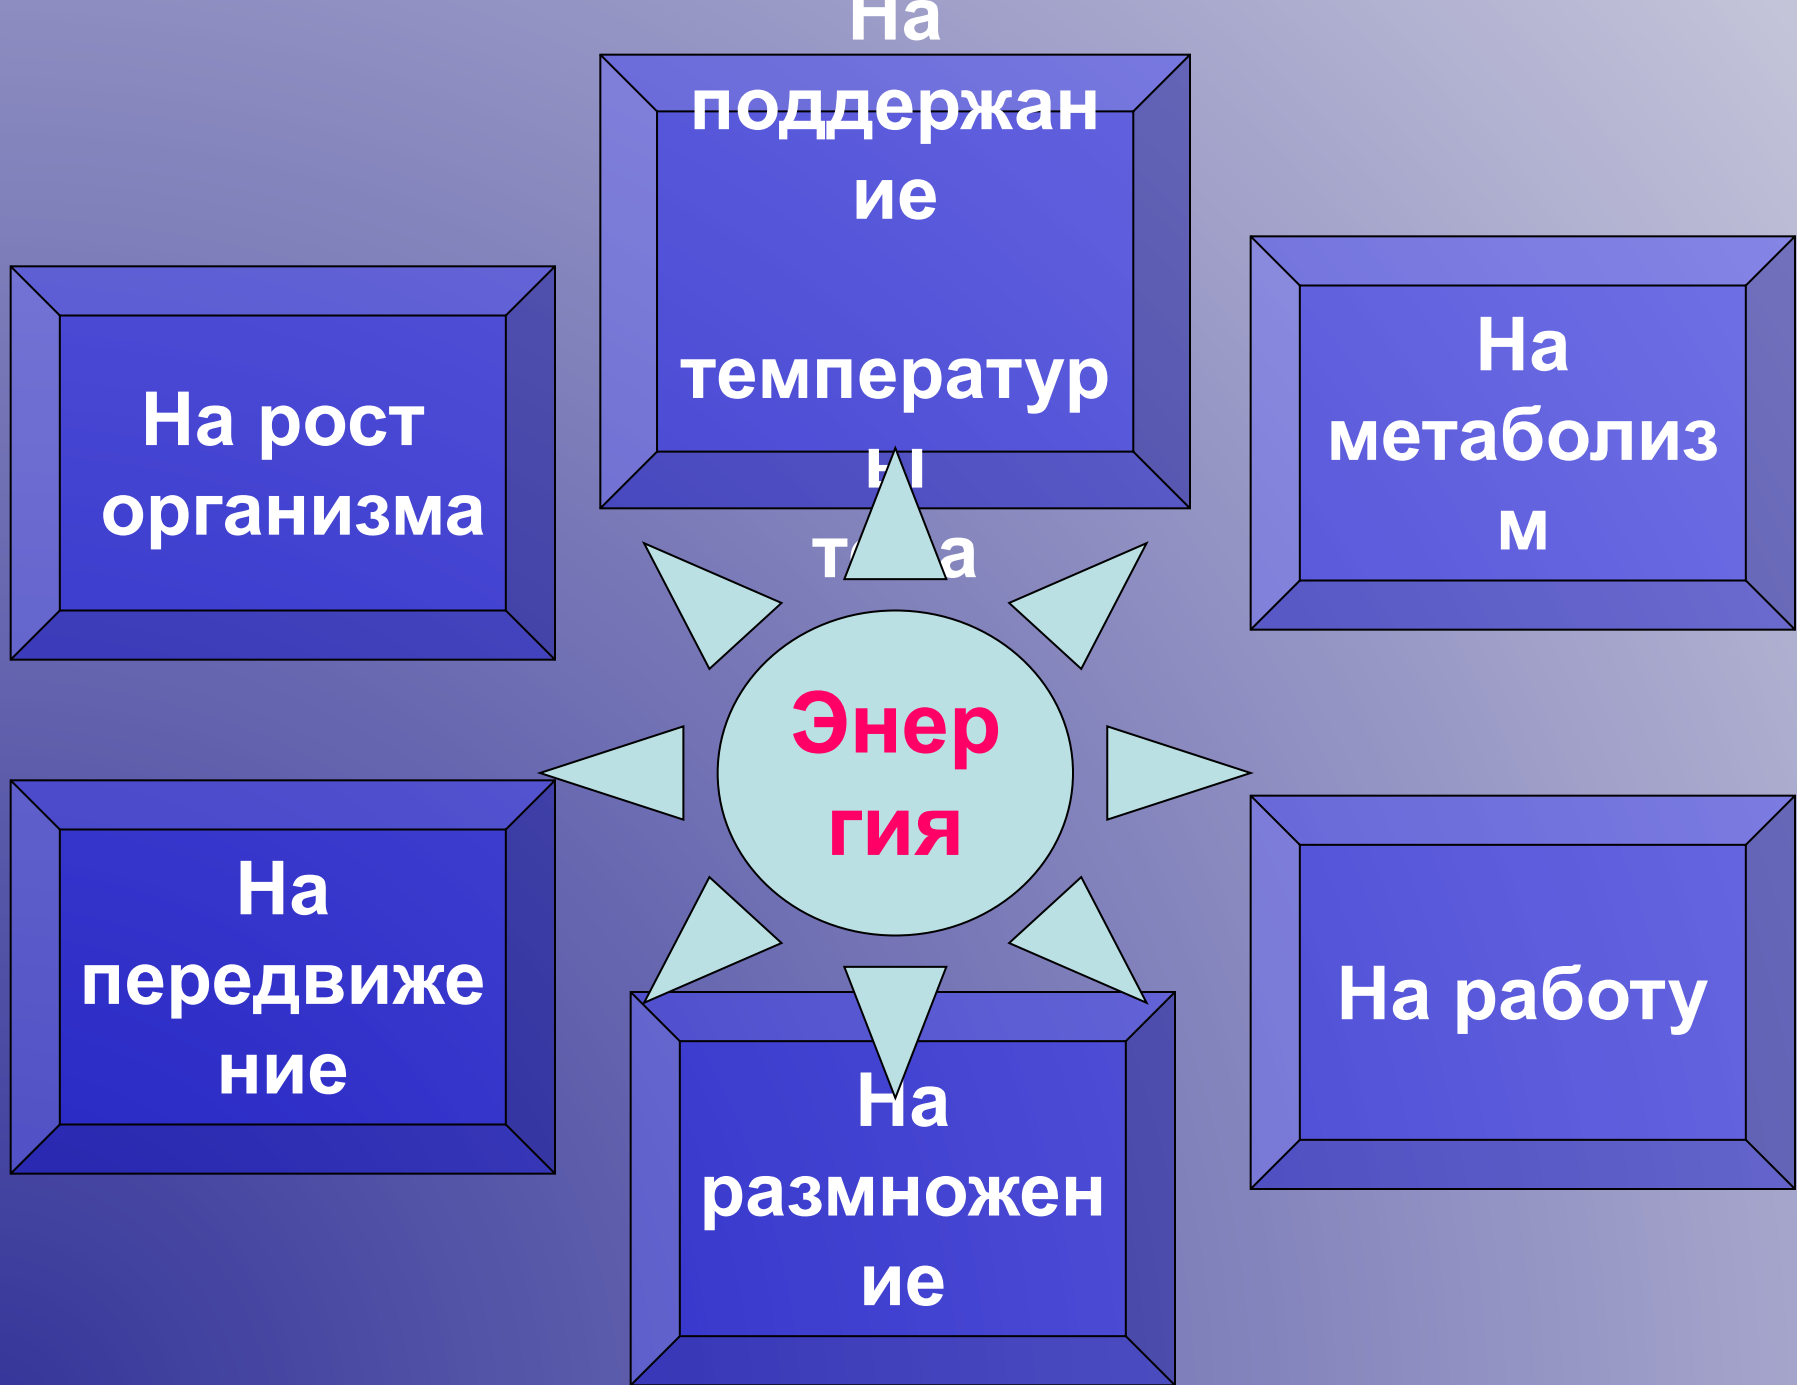 На
поддержан
ие
температур
ы
На рост
организма
На
метаболиз
м
Энер
гия
На
передвиже
ние
На работу
На
размножен
ие